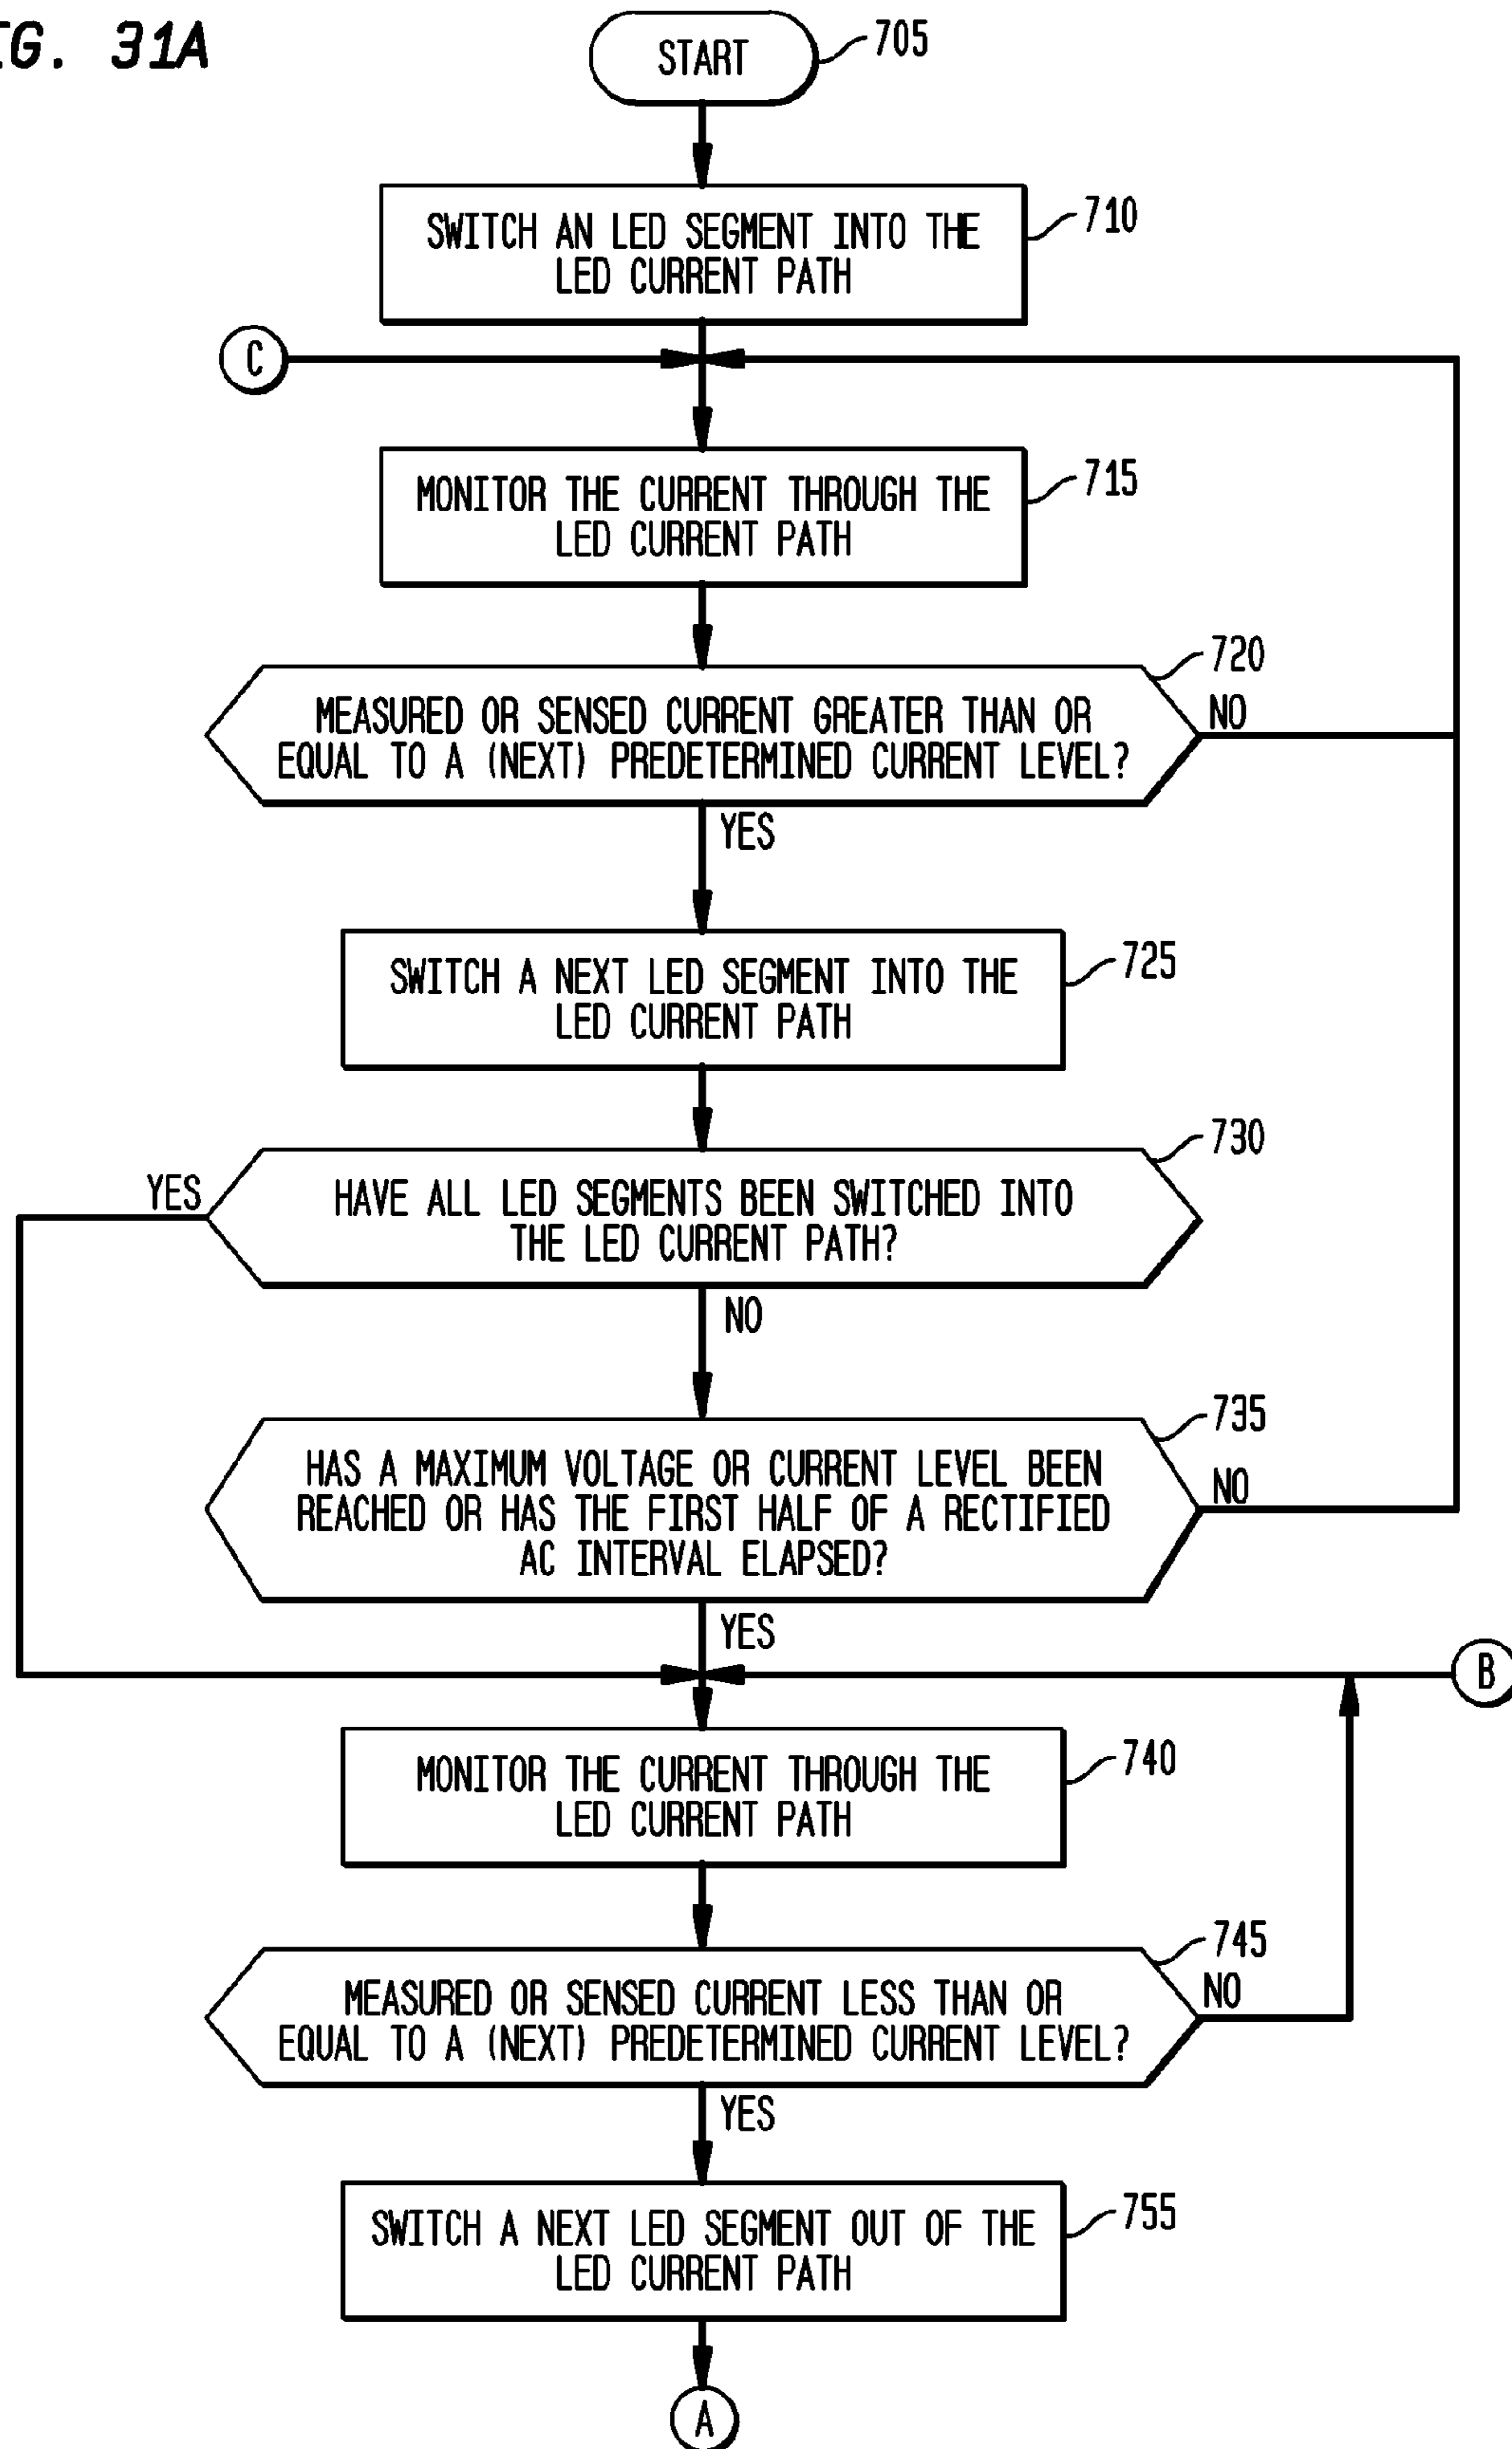 IG. 31A
START
705
SWITCH AN LED SEGMENT INTO THE
LED CURRENT PATH
710
C
MONITOR THE CURRENT THROUGH THE
LED CURRENT PATH
715
720
MEASURED OR SENSED CURRENT GREATER THAN OR
EQUAL TO A (NEXT) PREDETERMINED CURRENT LEVEL?
NO
YES
SWITCH A NEXT LED SEGMENT INTO THE
LED CURRENT PATH
725
730
YES
HAVE ALL LED SEGMENTS BEEN SWITCHED INTO
THE LED CURRENT PATH?
NO
735
HAS A MAXIMUM VOLTAGE OR CURRENT LEVEL BEEN
REACHED OR HAS THE FIRST HALF OF A RECTIFIED
AC INTERVAL ELAPSED?
NO
YES
B
MONITOR THE CURRENT THROUGH THE
LED CURRENT PATH
740
745
MEASURED OR SENSED CURRENT LESS THAN OR
EQUAL TO A (NEXT) PREDETERMINED CURRENT LEVEL?
NO
YES
SWITCH A NEXT LED SEGMENT OUT OF THE
LED CURRENT PATH
755
A